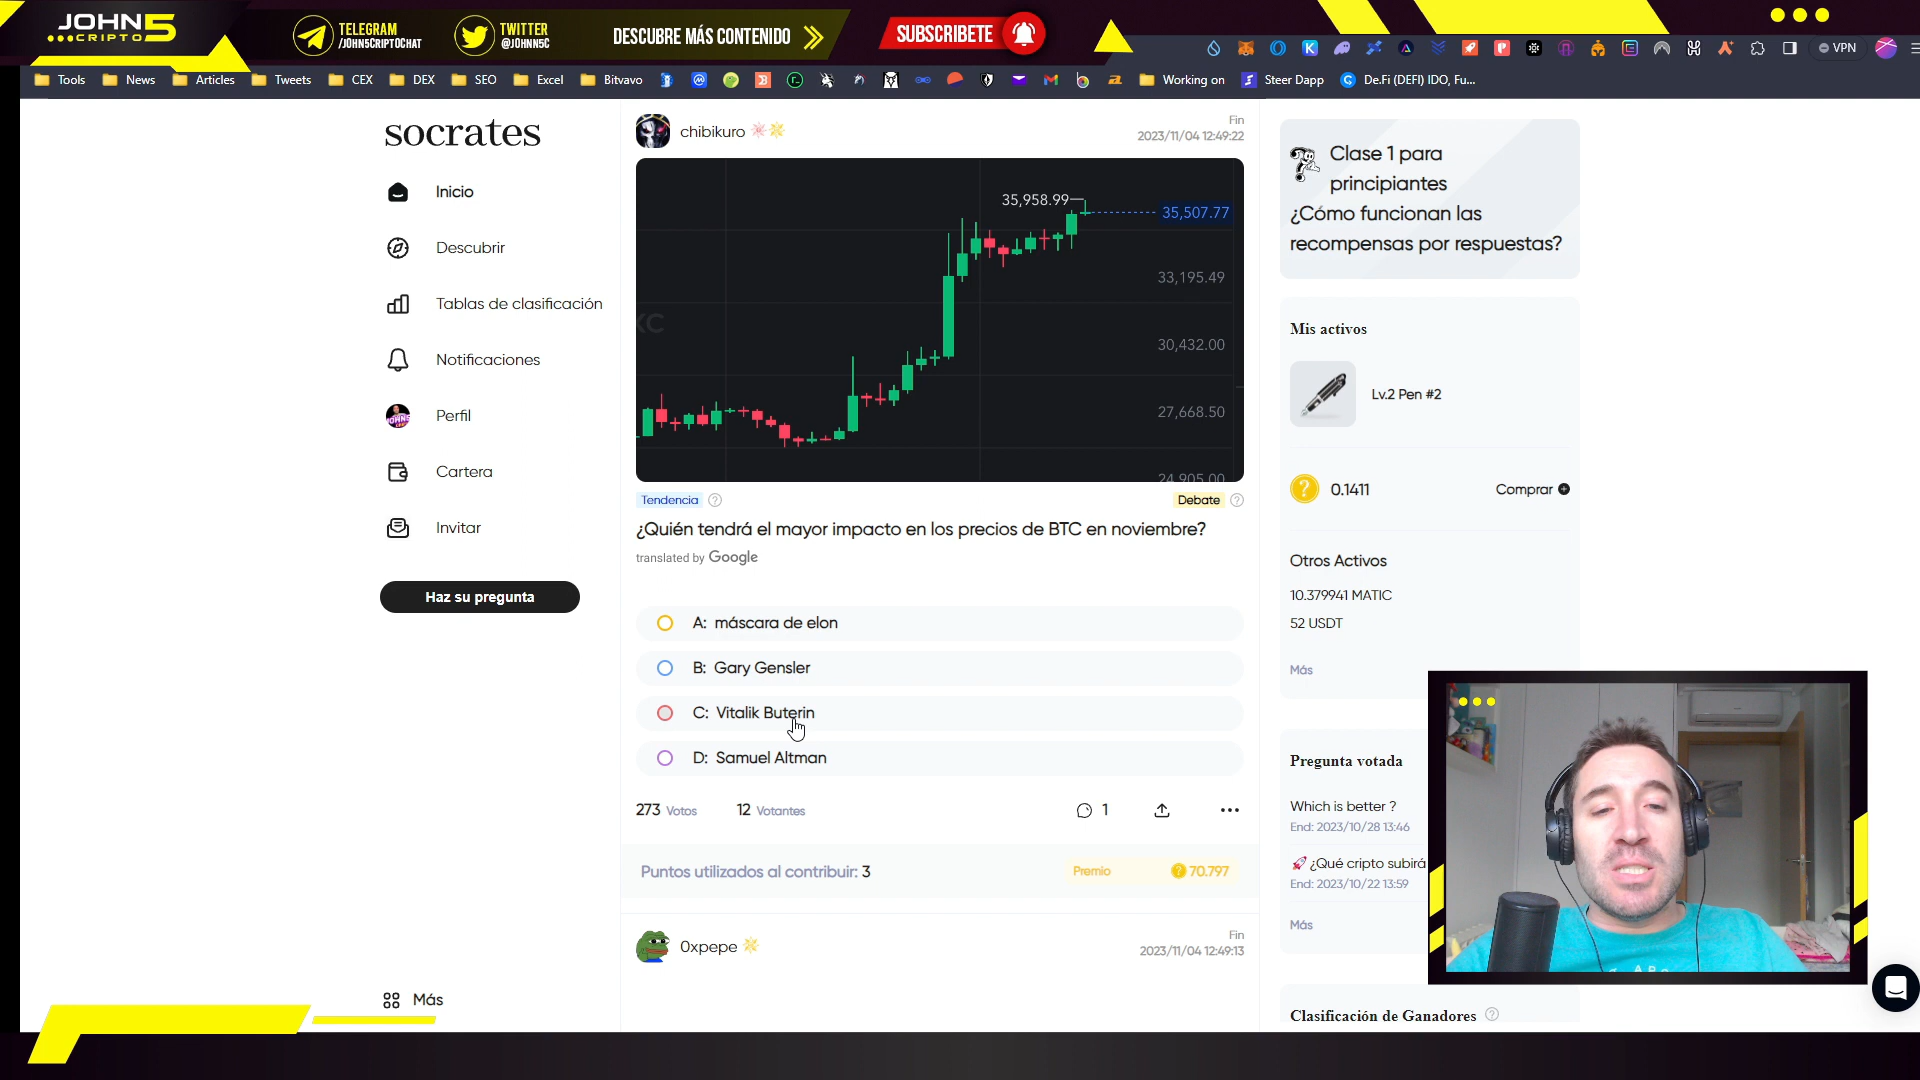 JOHN5
CRIPTO
TELEGRAM
/JOHN5CRIPTOCHAT
TWITTER
@J0HNN5C
DESCUBRE MÁS CONTENIDO
SUBSCRIBETE
VPN
Tools
News
Articles
Tweets
CEX
DEX
SEO
Excel
Bitvavo
Working on
Steer Dapp
De.Fi (DEFI) IDO, Fu...
socrates
Inicio
Descubrir
Tablas de clasificación
Notificaciones
Perfil
Cartera
Invitar
Haz su pregunta
Más
chibikuro
Fin
2023/11/04 12:49:22
35,958.99
35,507.77
33,195.49
30,432.00
27,668.50
24,905.00
Tendencia
Debate
¿Quién tendrá el mayor impacto en los precios de BTC en noviembre?
translated by Google
A: máscara de elon
B: Gary Gensler
C: Vitalik Buterin
D: Samuel Altman
273 Votos
12 Votantes
1
Puntos utilizados al contribuir: 3
Premio
70.797
0xpepe
Fin
2023/11/04 12:49:13
Clase 1 para
principiantes
¿Cómo funcionan las
recompensas por respuestas?
Mis activos
Lv.2 Pen #2
0.1411
Comprar
Otros Activos
10.379941 MATIC
52 USDT
Más
Pregunta votada
Which is better ?
End: 2023/10/28 13:46
¿Qué cripto subirá
End: 2023/10/22 13:59
Más
Clasificación de Ganadores